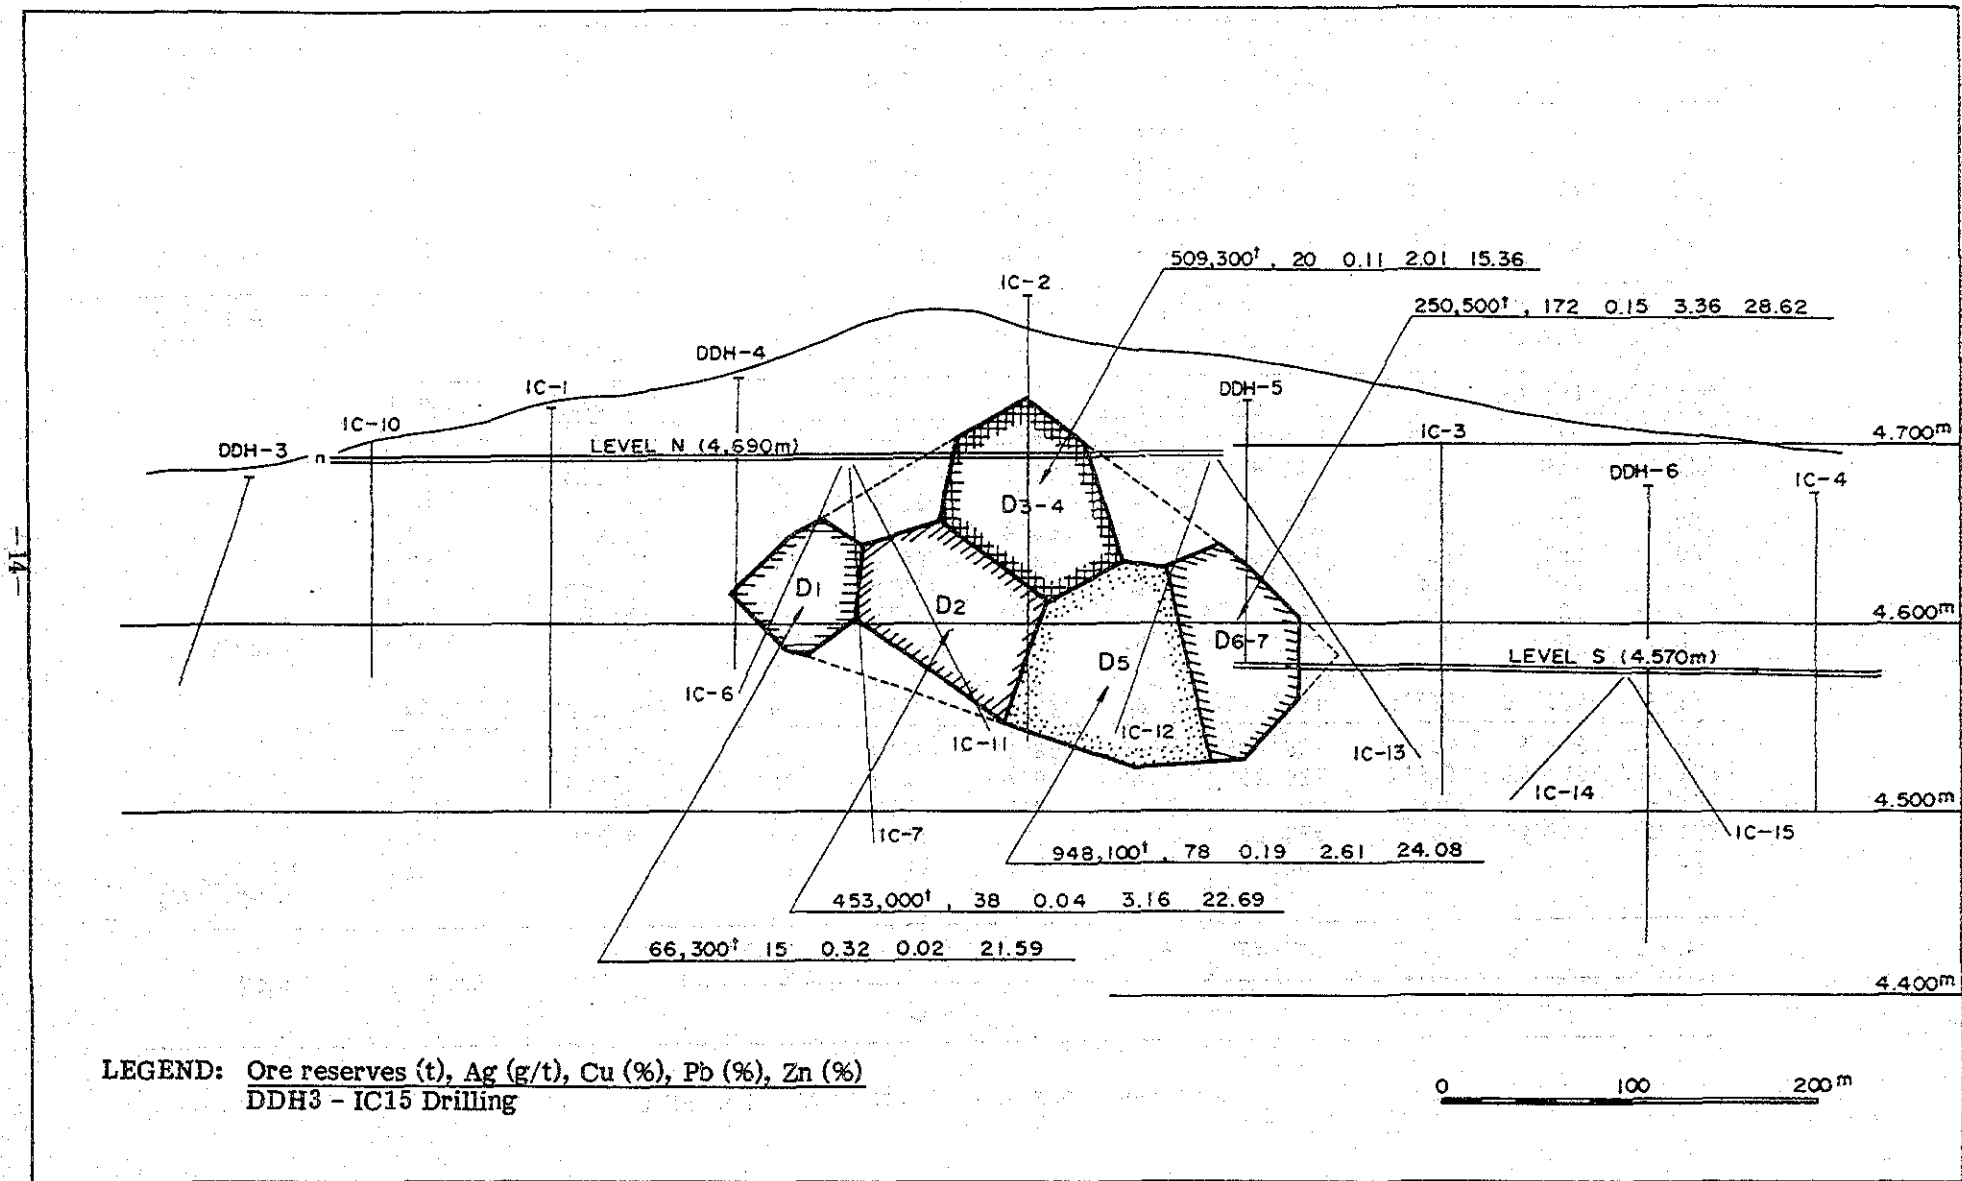 509,300t, 20 0.11 2.01 15.36
IC-2
250,500t, 172 0.15 3.36 28.62
DDH-4
DDH-5
IC-1
IC-10
IC-3
4.700m
DDH-3
n
LEVEL N (4.690m)
DDH-6
IC-4
D3-4
-14-
D1
D2
4.600m
D6-7
D5
LEVEL S (4.570m)
IC-6
IC-11
IC-12
IC-13
IC-14
4.500m
IC-7
IC-15
948,100t, 78 0.19 2.61 24.08
453,000t, 38 0.04 3.16 22.69
66,300t 15 0.32 0.02 21.59
4.400m
LEGEND: Ore reserves (t), Ag (g/t), Cu (%), Pb (%), Zn (%)
DDH3 - IC15 Drilling
0 100 200m